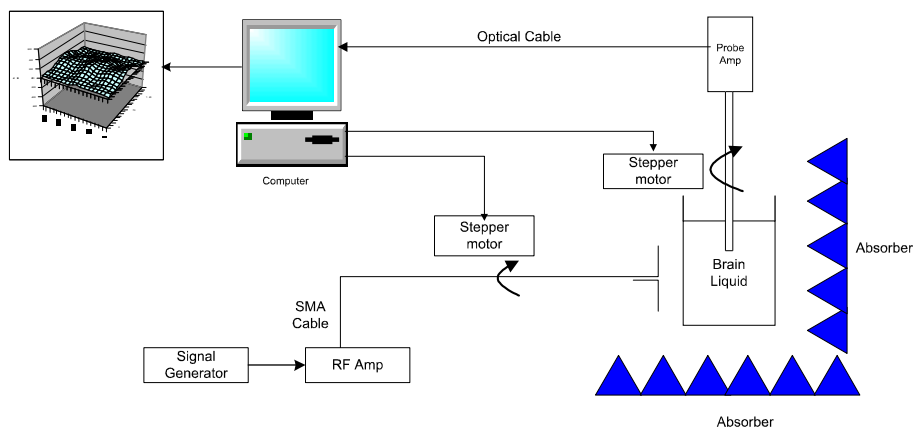 Optical Cable
Probe
Amp
Computer
Stepper
motor
Stepper
motor
Brain
Liquid
Absorber
SMA
Cable
Signal
Generator
RF Amp
Absorber